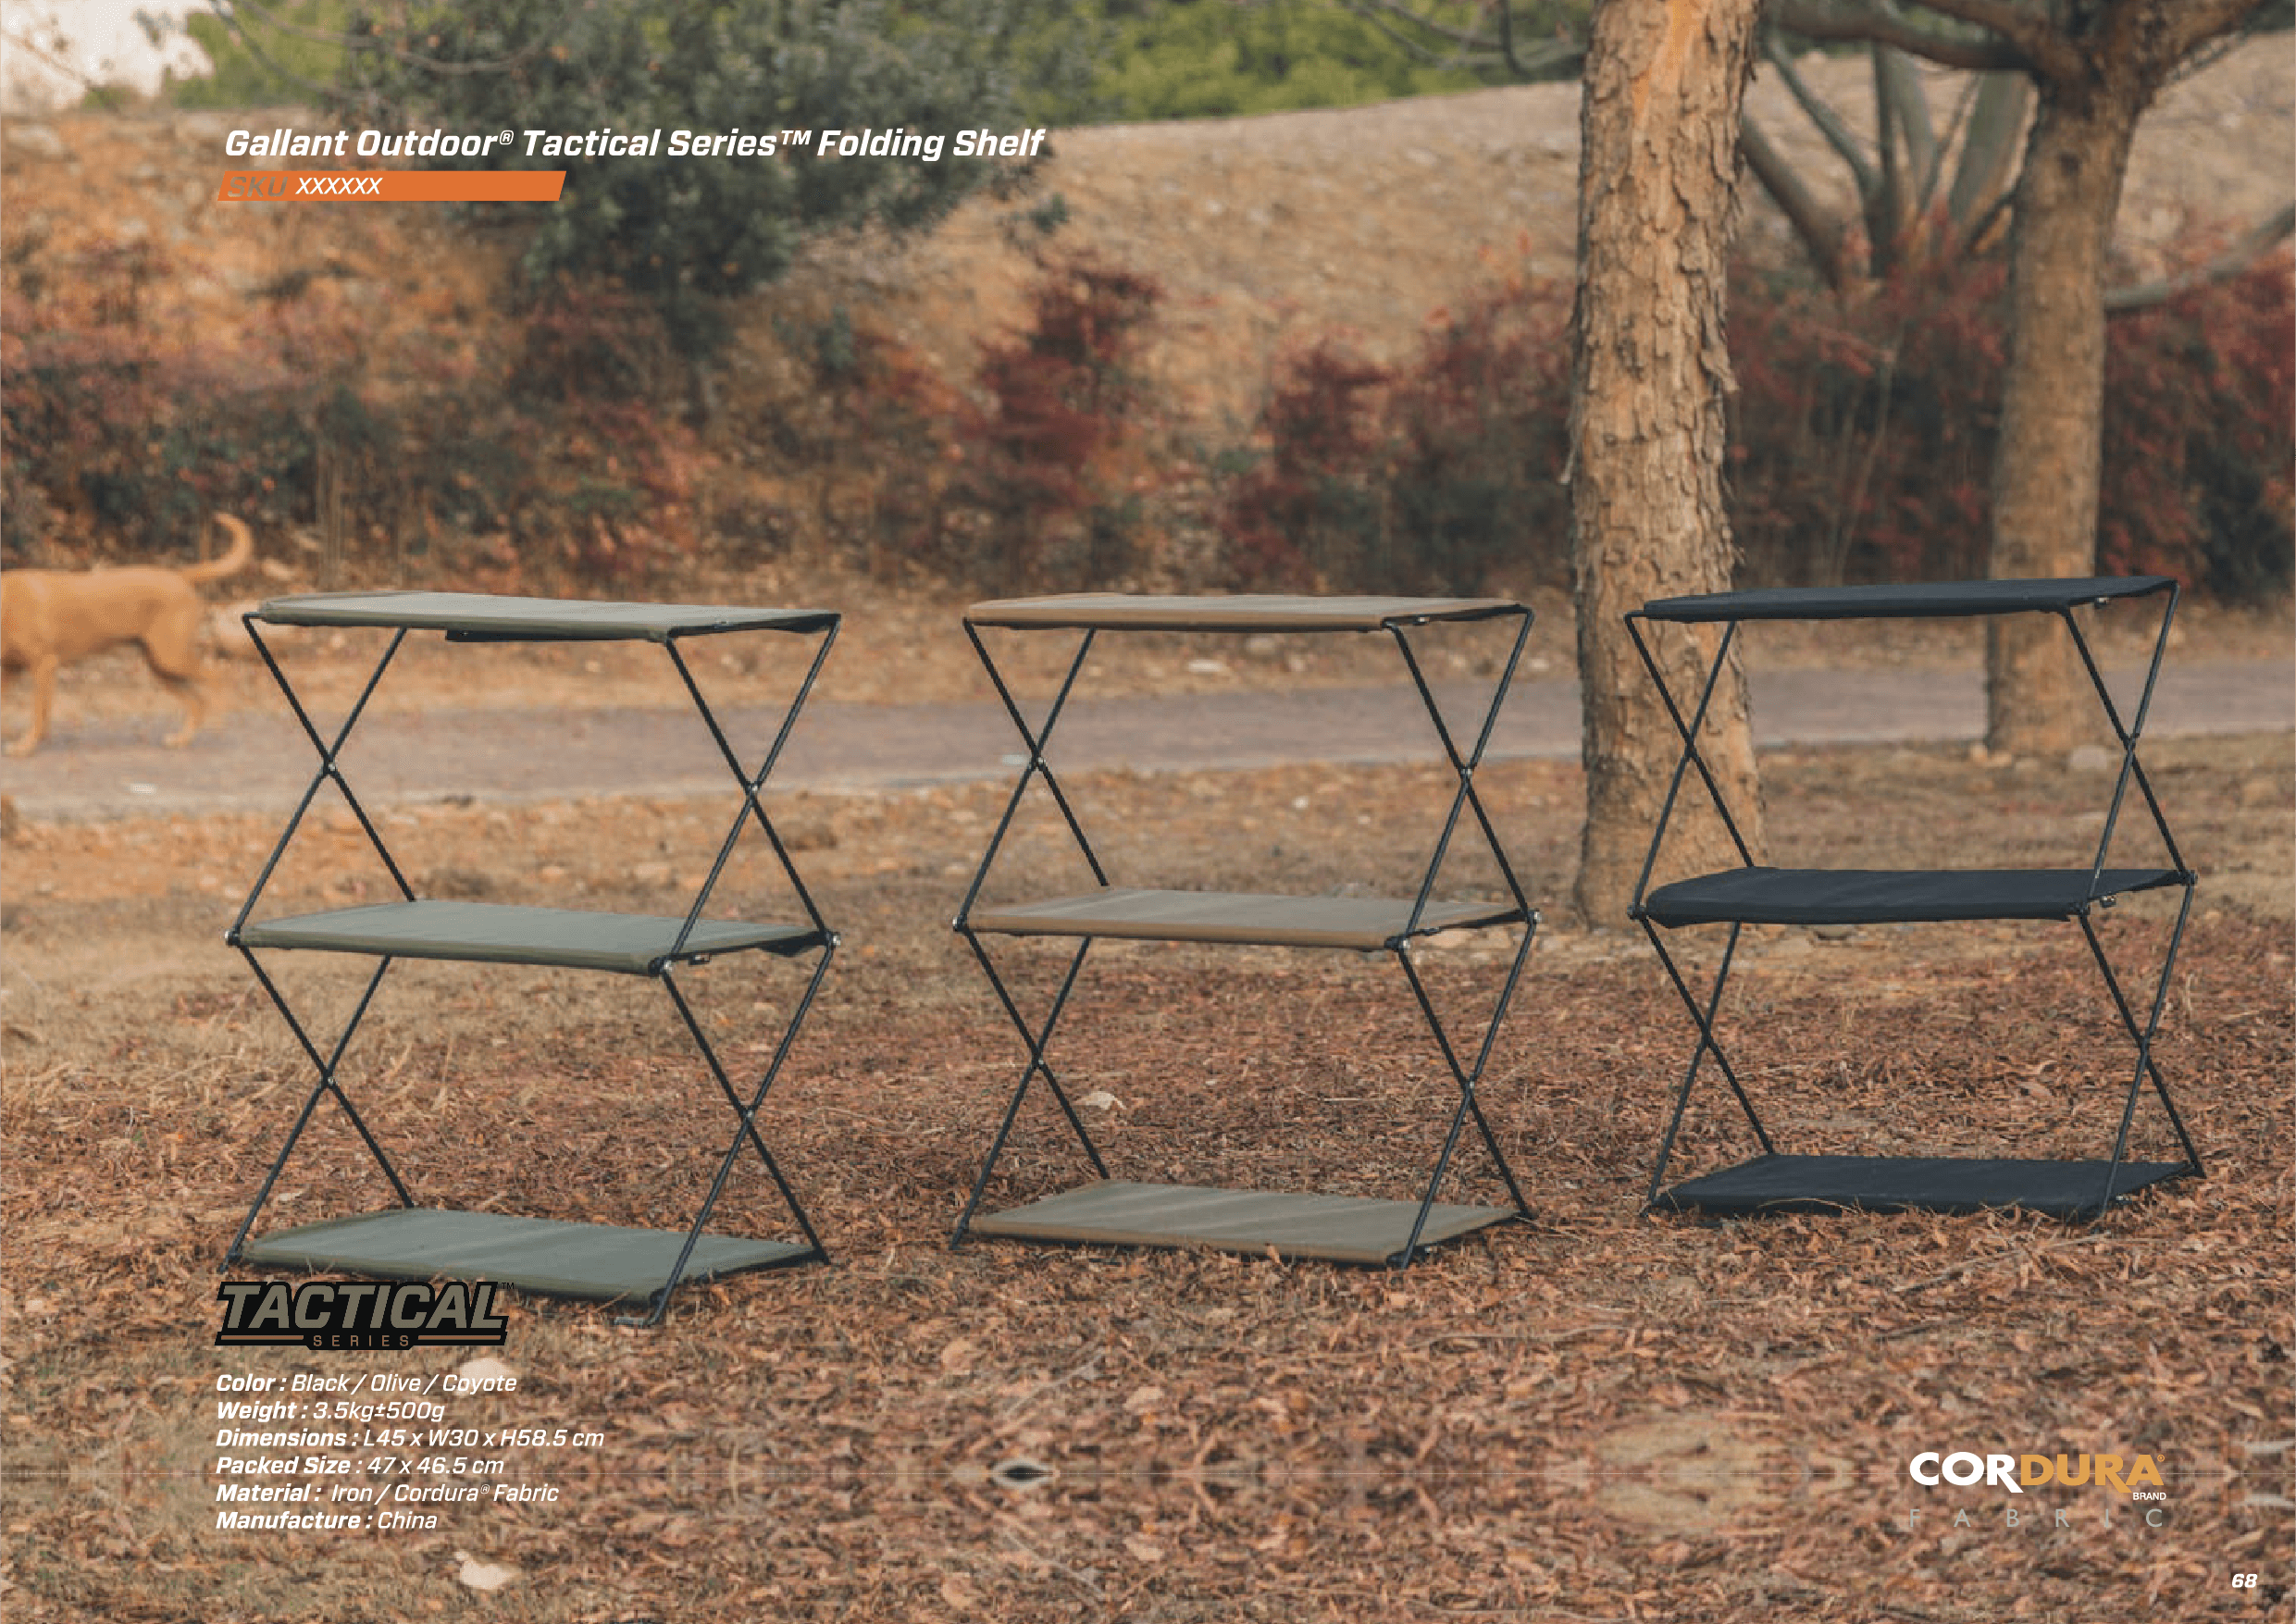 Gallant Outdoor® Tactical Series™ Folding Shelf
SKU XXXXXX
TACTICAL™
SERIES
Color : Black / Olive / Coyote
Weight : 3.5kg±500g
Dimensions : L45 x W30 x H58.5 cm
Packed Size : 47 x 46.5 cm
Material : Iron / Cordura® Fabric
Manufacture : China
CORDURA®
BRAND
FABRIC
68